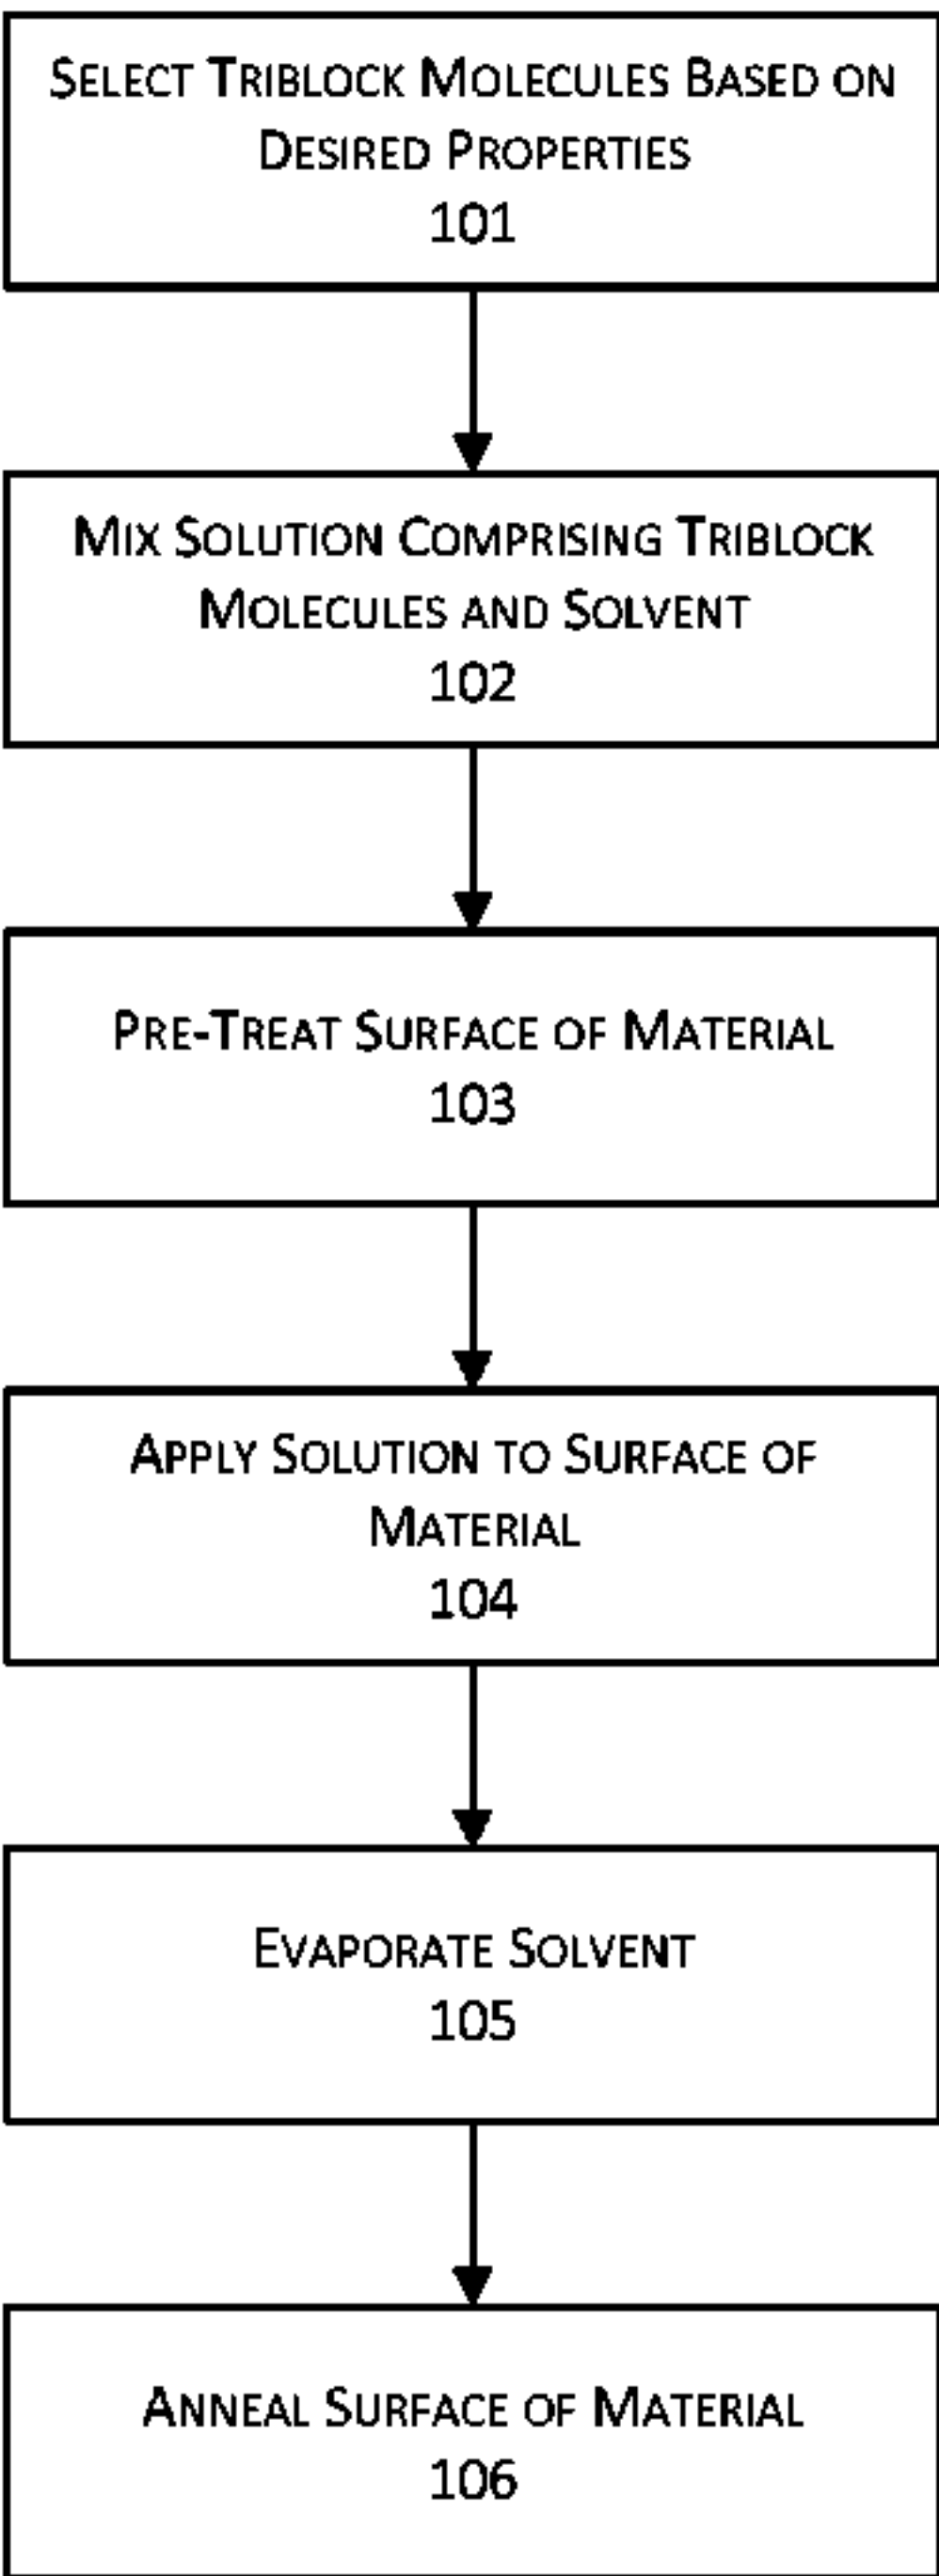 SELECT TRIBLOCK MOLECULES BASED ON
DESIRED PROPERTIES
101
MIX SOLUTION COMPRISING TRIBLOCK
MOLECULES AND SOLVENT
102
PRE-TREAT SURFACE OF MATERIAL
103
APPLY SOLUTION TO SURFACE OF
MATERIAL
104
EVAPORATE SOLVENT
105
ANNEAL SURFACE OF MATERIAL
106